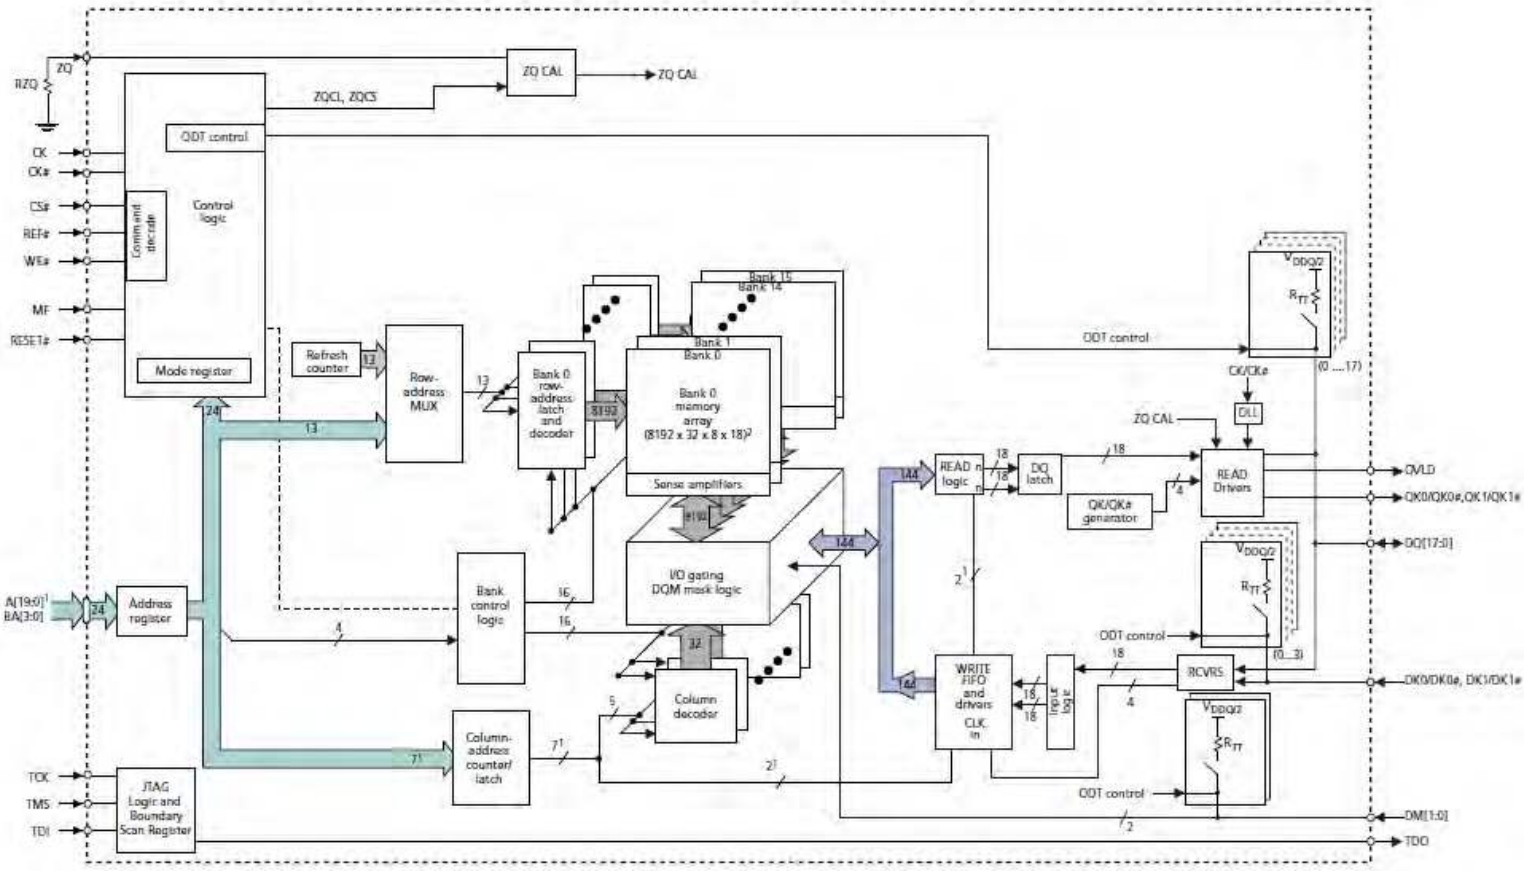 ZQ
RZQ
ZQ CAL
ZQ CAL
ZQCL, ZQCS
ODT control
CK
CK#
Control
logic
Command
decode
CS#
REF#
WE#
MF
RESET#
Mode register
24
Refresh
counter
13
13
Row-
address
MUX
13
Bank 0
row-
address
latch
and
decoder
8192
Bank 15
Bank 14
Bank 1
Bank 0
Bank 0
memory
array
(8192 x 32 x 8 x 18)2
Sense amplifiers
8192
VDDQ/2
RTT
ODT control
(0 ....17)
CK/CK#
DLL
ZQ CAL
144
READ
logic
n
n
18
18
DQ
latch
18
READ
Drivers
QK/QK#
generator
4
QVLD
QK0/QK0#,QK1/QK1#
DQ[17:0]
144
I/O gating
DQM mask logic
21
VDDQ/2
RTT
ODT control
(0...3)
A[19:0]1
BA[3:0]
24
Address
register
4
Bank
control
logic
16
16
32
Column
decoder
5
144
WRITE
FIFO
and
drivers
CLK
in
18
18
Input
logic
18
4
RCVRS
DK0/DK0#, DK1/DK1#
VDDQ/2
RTT
ODT control
71
Column-
address
counter/
latch
71
21
TCK
TMS
TDI
JTAG
Logic and
Boundary
Scan Register
2
DM[1:0]
TDO